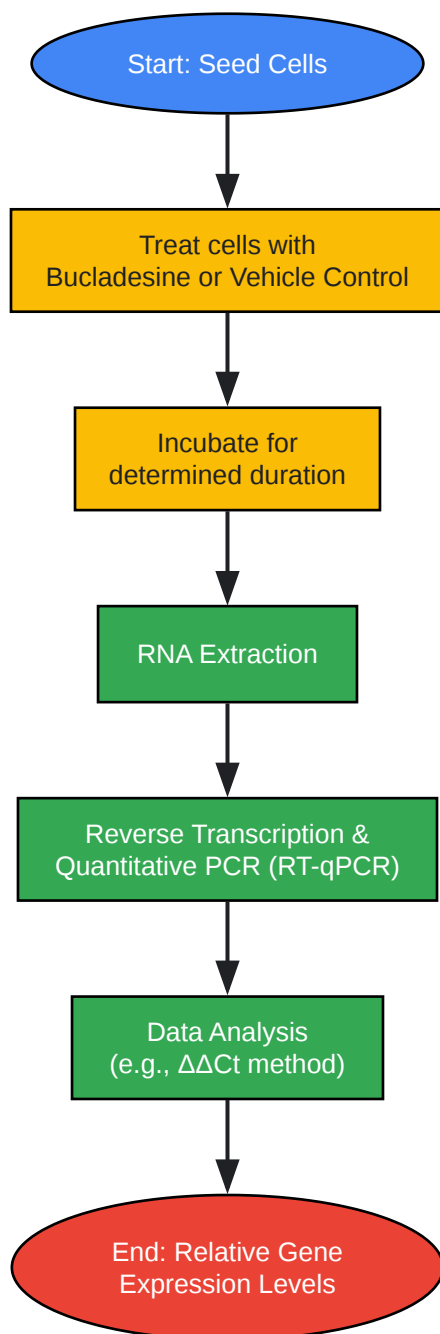 Start: Seed Cells
Treat cells with
Bucladesine or Vehicle Control
Incubate for
determined duration
RNA Extraction
Reverse Transcription &
Quantitative PCR (RT-qPCR)
Data Analysis
(e.g., ΔΔCt method)
End: Relative Gene
Expression Levels